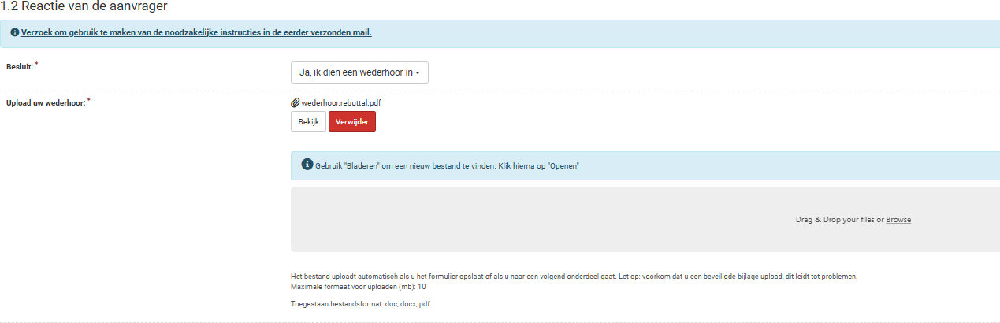 1.2 Reactie van de aanvrager
Verzoek om gebruik te maken van de noodzakelijke instructies in de eerder verzonden mail.
Besluit: *
Ja, ik dien een wederhoor in
Upload uw wederhoor: *
wederhoor.rebuttal.pdf
Bekijk
Verwijder
Gebruik "Bladeren" om een nieuw bestand te vinden. Klik hierna op "Openen"
Drag & Drop your files or Browse
Het bestand uploadt automatisch als u het formulier opslaat of als u naar een volgend onderdeel gaat. Let op: voorkom dat u een beveiligde bijlage upload, dit leidt tot problemen.
Maximale formaat voor uploaden (mb): 10
Toegestaan bestandsformat: doc, docx, pdf